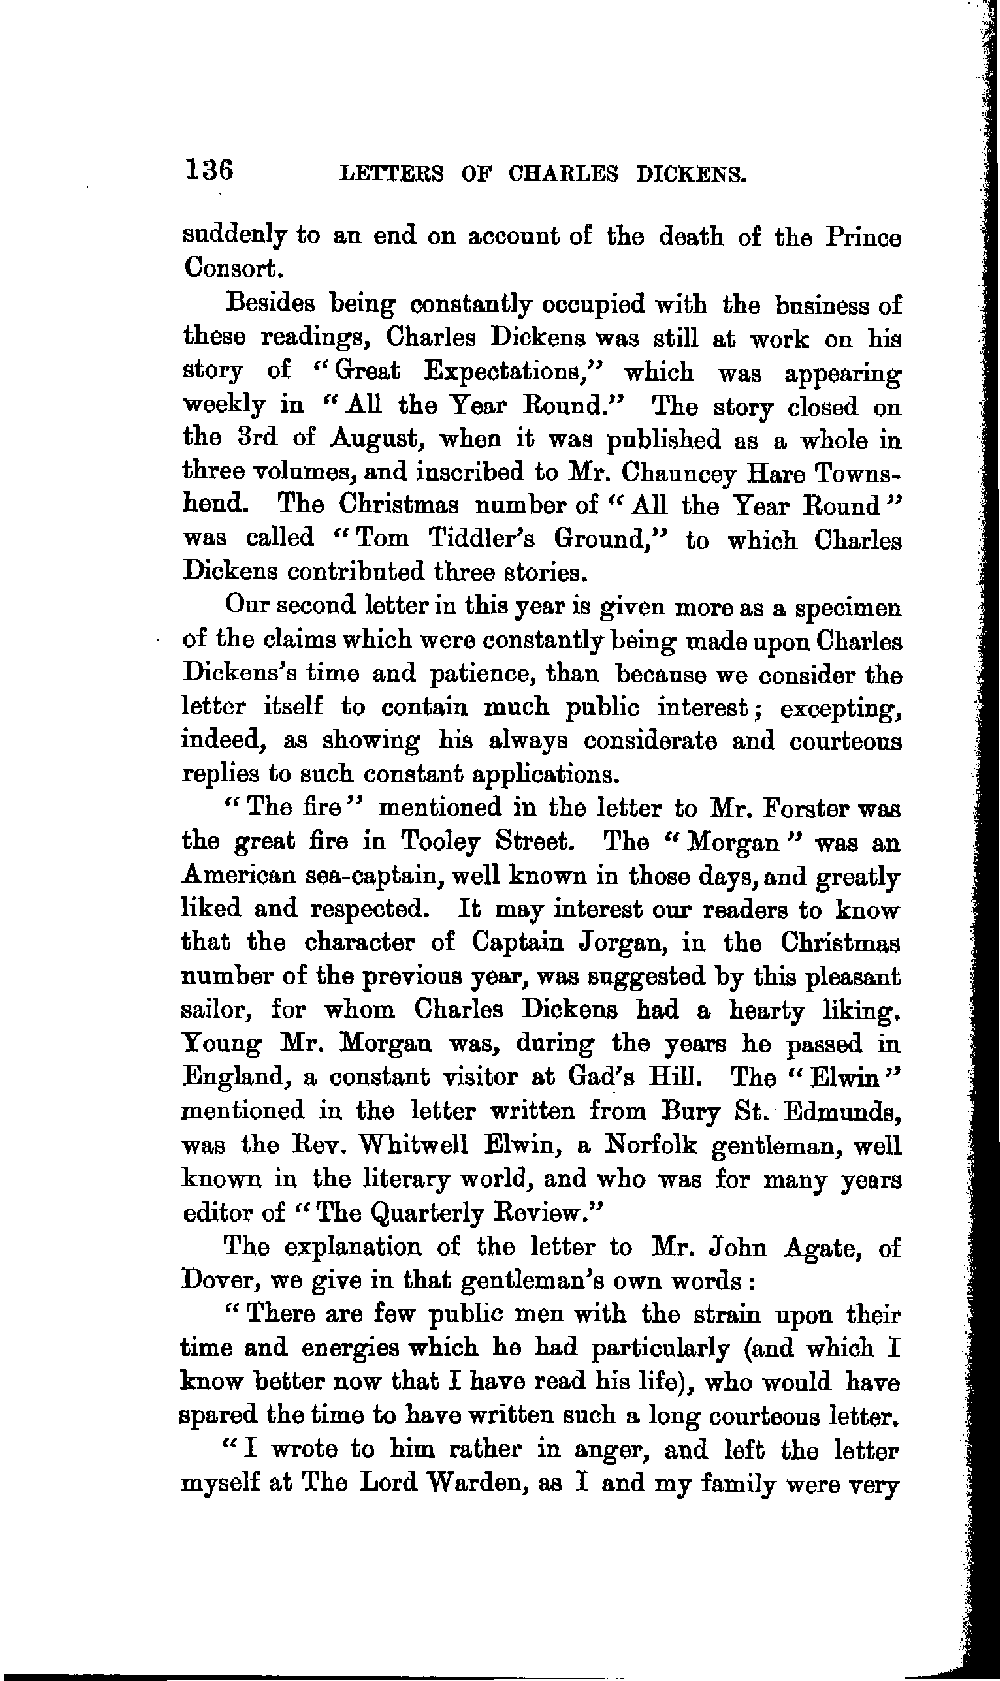 136 LETTERS OF CHARLES DICKENS.
suddenly to an end on account of the death of the Prince
Consort.
Besides being constantly occupied with the business of
these readings, Charles Dickens was still at work on his
story of “Great Expectations,” which was appearing
weekly in “All the Year Round.” The story closed on
the 3rd of August, when it was published as a whole in
three volumes, and inscribed to Mr. Chauncey Hare Towns-
hend. The Christmas number of “All the Year Round”
was called “Tom Tiddler’s Ground,” to which Charles
Dickens contributed three stories.
Our second letter in this year is given more as a specimen
of the claims which were constantly being made upon Charles
Dickens’s time and patience, than because we consider the
letter itself to contain much public interest; excepting,
indeed, as showing his always considerate and courteous
replies to such constant applications.
“The fire” mentioned in the letter to Mr. Forster was
the great fire in Tooley Street. The “Morgan” was an
American sea-captain, well known in those days, and greatly
liked and respected. It may interest our readers to know
that the character of Captain Jorgan, in the Christmas
number of the previous year, was suggested by this pleasant
sailor, for whom Charles Dickens had a hearty liking.
Young Mr. Morgan was, during the years he passed in
England, a constant visitor at Gad’s Hill. The “Elwin”
mentioned in the letter written from Bury St. Edmunds,
was the Rev. Whitwell Elwin, a Norfolk gentleman, well
known in the literary world, and who was for many years
editor of “The Quarterly Review.”
The explanation of the letter to Mr. John Agate, of
Dover, we give in that gentleman’s own words:
“There are few public men with the strain upon their
time and energies which he had particularly (and which I
know better now that I have read his life), who would have
spared the time to have written such a long courteous letter.
“I wrote to him rather in anger, and left the letter
myself at The Lord Warden, as I and my family were very